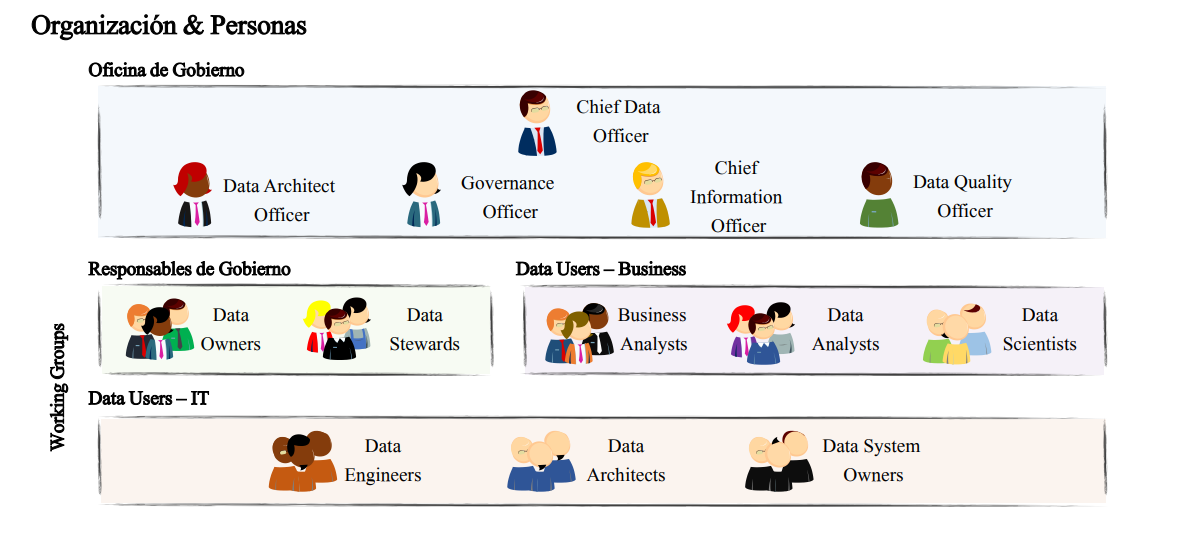 Organización & Personas
Oficina de Gobierno
Chief Data
Officer
Data Architect
Officer
Governance
Officer
Chief
Information
Officer
Data Quality
Officer
Working Groups
Responsables de Gobierno
Data
Owners
Data
Stewards
Data Users – Business
Business
Analysts
Data
Analysts
Data
Scientists
Data Users – IT
Data
Engineers
Data
Architects
Data System
Owners